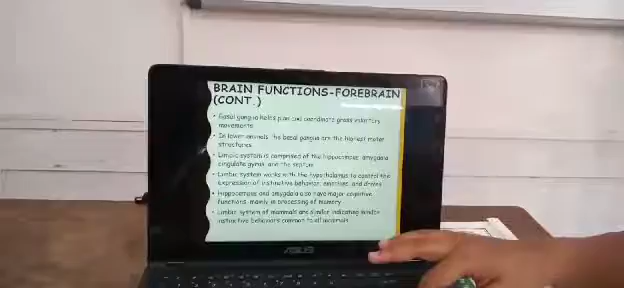 BRAIN FUNCTIONS-FOREBRAIN
(CONT.)
• Basal ganglia helps plan and coordinate gross voluntary
movements
• In lower animals the basal ganglia are the highest motor
structures
• Limbic system is comprised of the hippocampus, amygdala
cingulate gyrus, and the septum
• Limbic system works with the hypothalamus to control the
expression of instinctive behavior, emotions, and drives
• Hippocampus and amygdala also have major cognitive
functions, mainly in processing of memory
• Limbic system of mammals are similar indicating similar
instinctive behaviors common to all mammals
ASUS